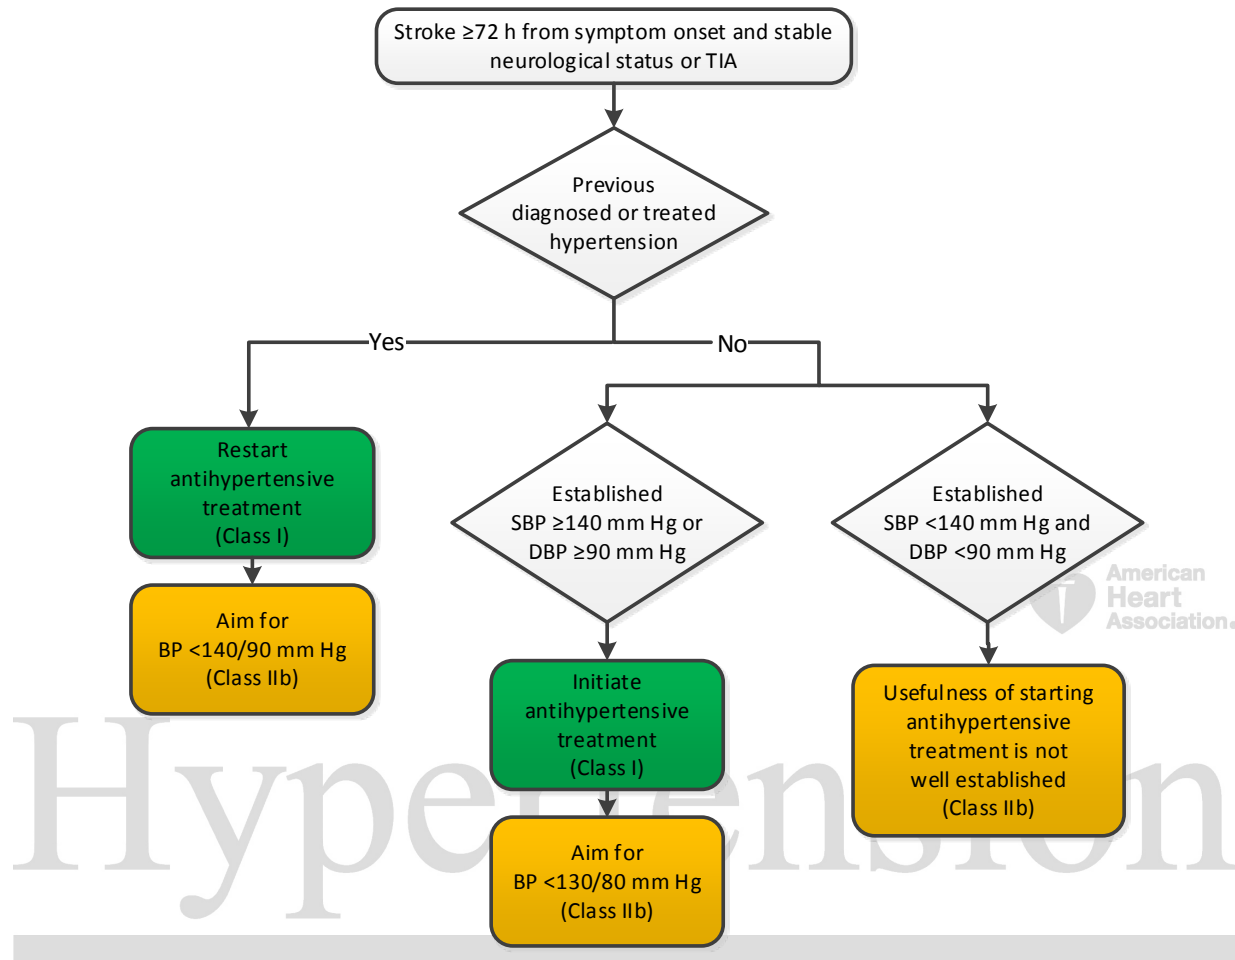 Stroke ≥72 h from symptom onset and stable
neurological status or TIA
Previous
diagnosed or treated
hypertension
Yes
No
Restart
antihypertensive
treatment
(Class I)
Aim for
BP <140/90 mm Hg
(Class IIb)
Established
SBP ≥140 mm Hg or
DBP ≥90 mm Hg
Initiate
antihypertensive
treatment
(Class I)
Aim for
BP <130/80 mm Hg
(Class IIb)
Established
SBP <140 mm Hg and
DBP <90 mm Hg
Usefulness of starting
antihypertensive
treatment is not
well established
(Class IIb)
American
Heart
Association.
Hypertension